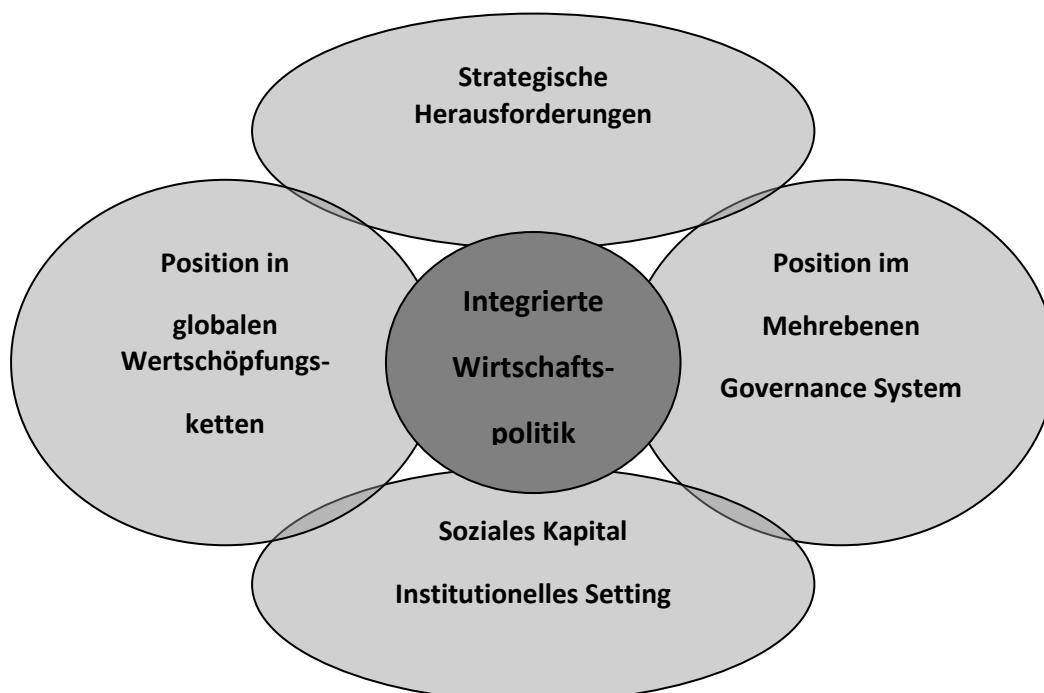 Strategische
Herausforderungen
Position in
globalen
Wertschöpfungs-
ketten
Integrierte
Wirtschafts-
politik
Position im
Mehrebenen
Governance System
Soziales Kapital
Institutionelles Setting